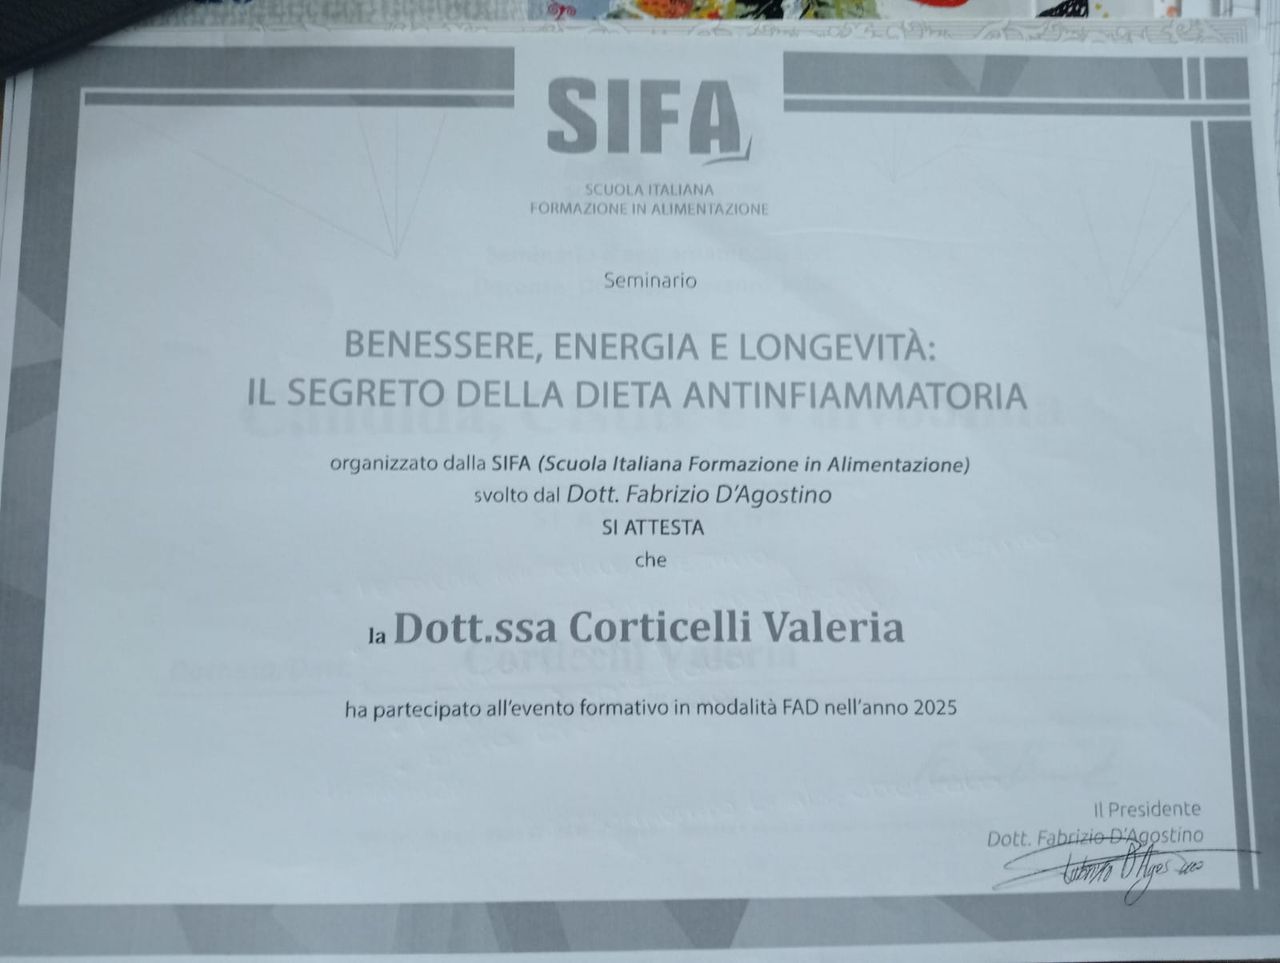 SIFA
SCUOLA ITALIANA
FORMAZIONE IN ALIMENTAZIONE
Seminario
BENESSERE, ENERGIA E LONGEVITÀ:
IL SEGRETO DELLA DIETA ANTINFIAMMATORIA
organizzato dalla SIFA (Scuola Italiana Formazione in Alimentazione)
svolto dal Dott. Fabrizio D'Agostino
SI ATTESTA
che
la Dott.ssa Corticelli Valeria
ha partecipato all'evento formativo in modalità FAD nell'anno 2025
Il Presidente
Dott. Fabrizio D'Agostino